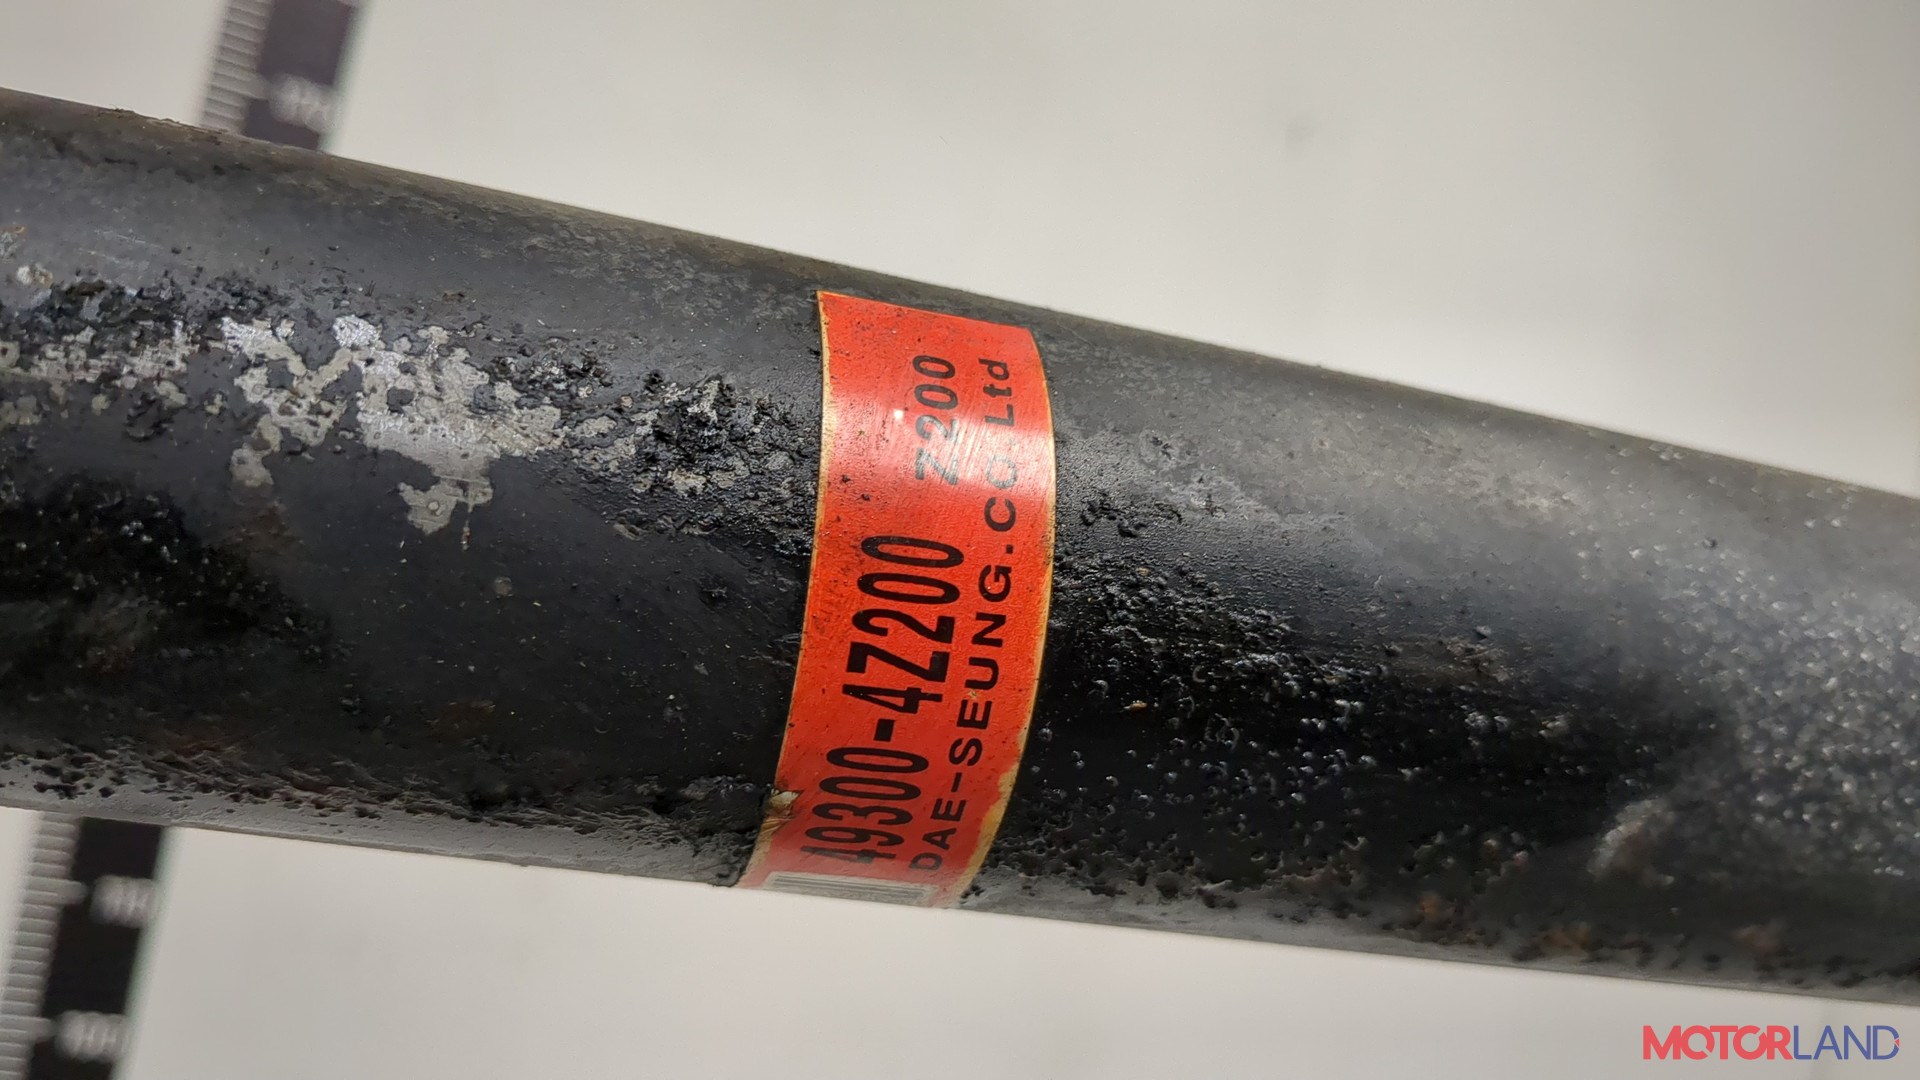 Z200
49300-4Z200
DAE-SEUNG.CO.Ltd
MOTORLAND